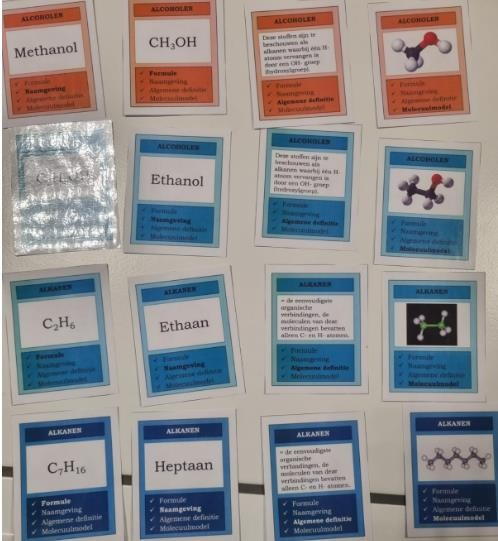 ALCOHOLEN
Methanol
✓ Formule
✓ Naamgeving
✓ Algemene definitie
✓ Molecuulmodel
ALCOHOLEN
CH₃OH
✓ Formule
✓ Naamgeving
✓ Algemene definitie
✓ Molecuulmodel
ALCOHOLEN
Deze stoffen zijn te
beschouwen als
alkanen waarbij één H-
atoom vervangen is
door een OH- groep
(hydroxylgroep).
✓ Formule
✓ Naamgeving
✓ Algemene definitie
✓ Molecuulmodel
ALCOHOLEN
✓ Formule
✓ Naamgeving
✓ Algemene definitie
✓ Molecuulmodel
ALCOHOLEN
Ethanol
✓ Formule
✓ Naamgeving
✓ Algemene definitie
✓ Molecuulmodel
ALCOHOLEN
Deze stoffen zijn te
beschouwen als
alkanen waarbij één H-
atoom vervangen is
door een OH- groep
(hydroxylgroep).
✓ Formule
✓ Naamgeving
✓ Algemene definitie
✓ Molecuulmodel
ALCOHOLEN
✓ Formule
✓ Naamgeving
✓ Algemene definitie
✓ Molecuulmodel
ALKANEN
C₂H₆
✓ Formule
✓ Naamgeving
✓ Algemene definitie
✓ Molecuulmodel
ALKANEN
Ethaan
✓ Formule
✓ Naamgeving
✓ Algemene definitie
✓ Molecuulmodel
ALKANEN
= de eenvoudigste
organische
verbindingen, de
moleculen van deze
verbindingen bevatten
alleen C- en H- atomen.
✓ Formule
✓ Naamgeving
✓ Algemene definitie
✓ Molecuulmodel
ALKANEN
✓ Formule
✓ Naamgeving
✓ Algemene definitie
✓ Molecuulmodel
ALKANEN
C₇H₁₆
✓ Formule
✓ Naamgeving
✓ Algemene definitie
✓ Molecuulmodel
ALKANEN
Heptaan
✓ Formule
✓ Naamgeving
✓ Algemene definitie
✓ Molecuulmodel
ALKANEN
= de eenvoudigste
organische
verbindingen, de
moleculen van deze
verbindingen bevatten
alleen C- en H- atomen.
✓ Formule
✓ Naamgeving
✓ Algemene definitie
✓ Molecuulmodel
ALKANEN
✓ Formule
✓ Naamgeving
✓ Algemene definitie
✓ Molecuulmodel